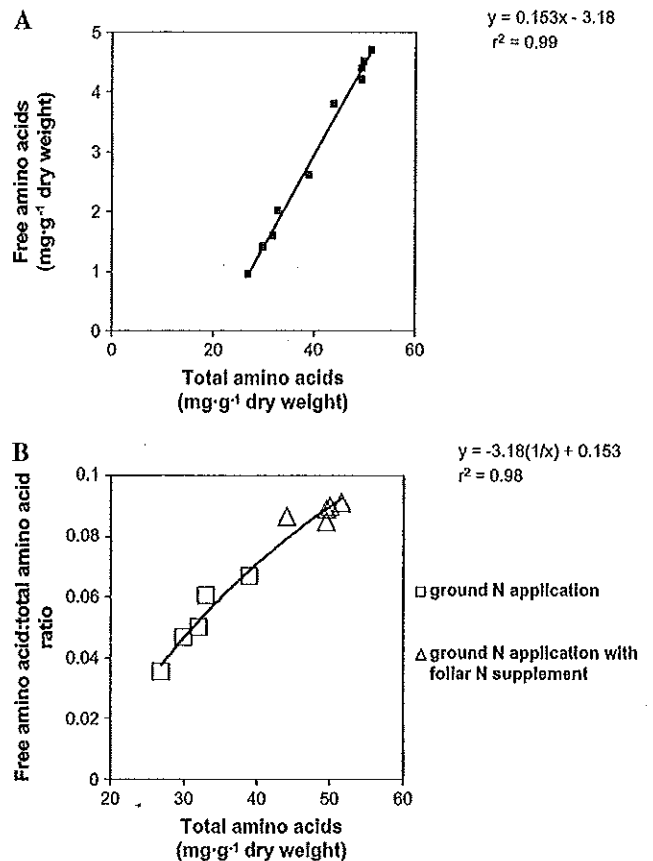 A
y = 0.153x - 3.18
r² = 0.99
5
4
3
2
1
0
Free amino acids
(mg·g⁻¹ dry weight)
0 20 40 60
Total amino acids
(mg·g⁻¹ dry weight)
B
y = -3.18(1/x) + 0.153
r² = 0.98
0.1
0.08
0.06
0.04
0.02
0
Free amino acid:total amino acid
ratio
20 30 40 50 60
Total amino acids
(mg·g⁻¹ dry weight)
ground N application
ground N application with
foliar N supplement